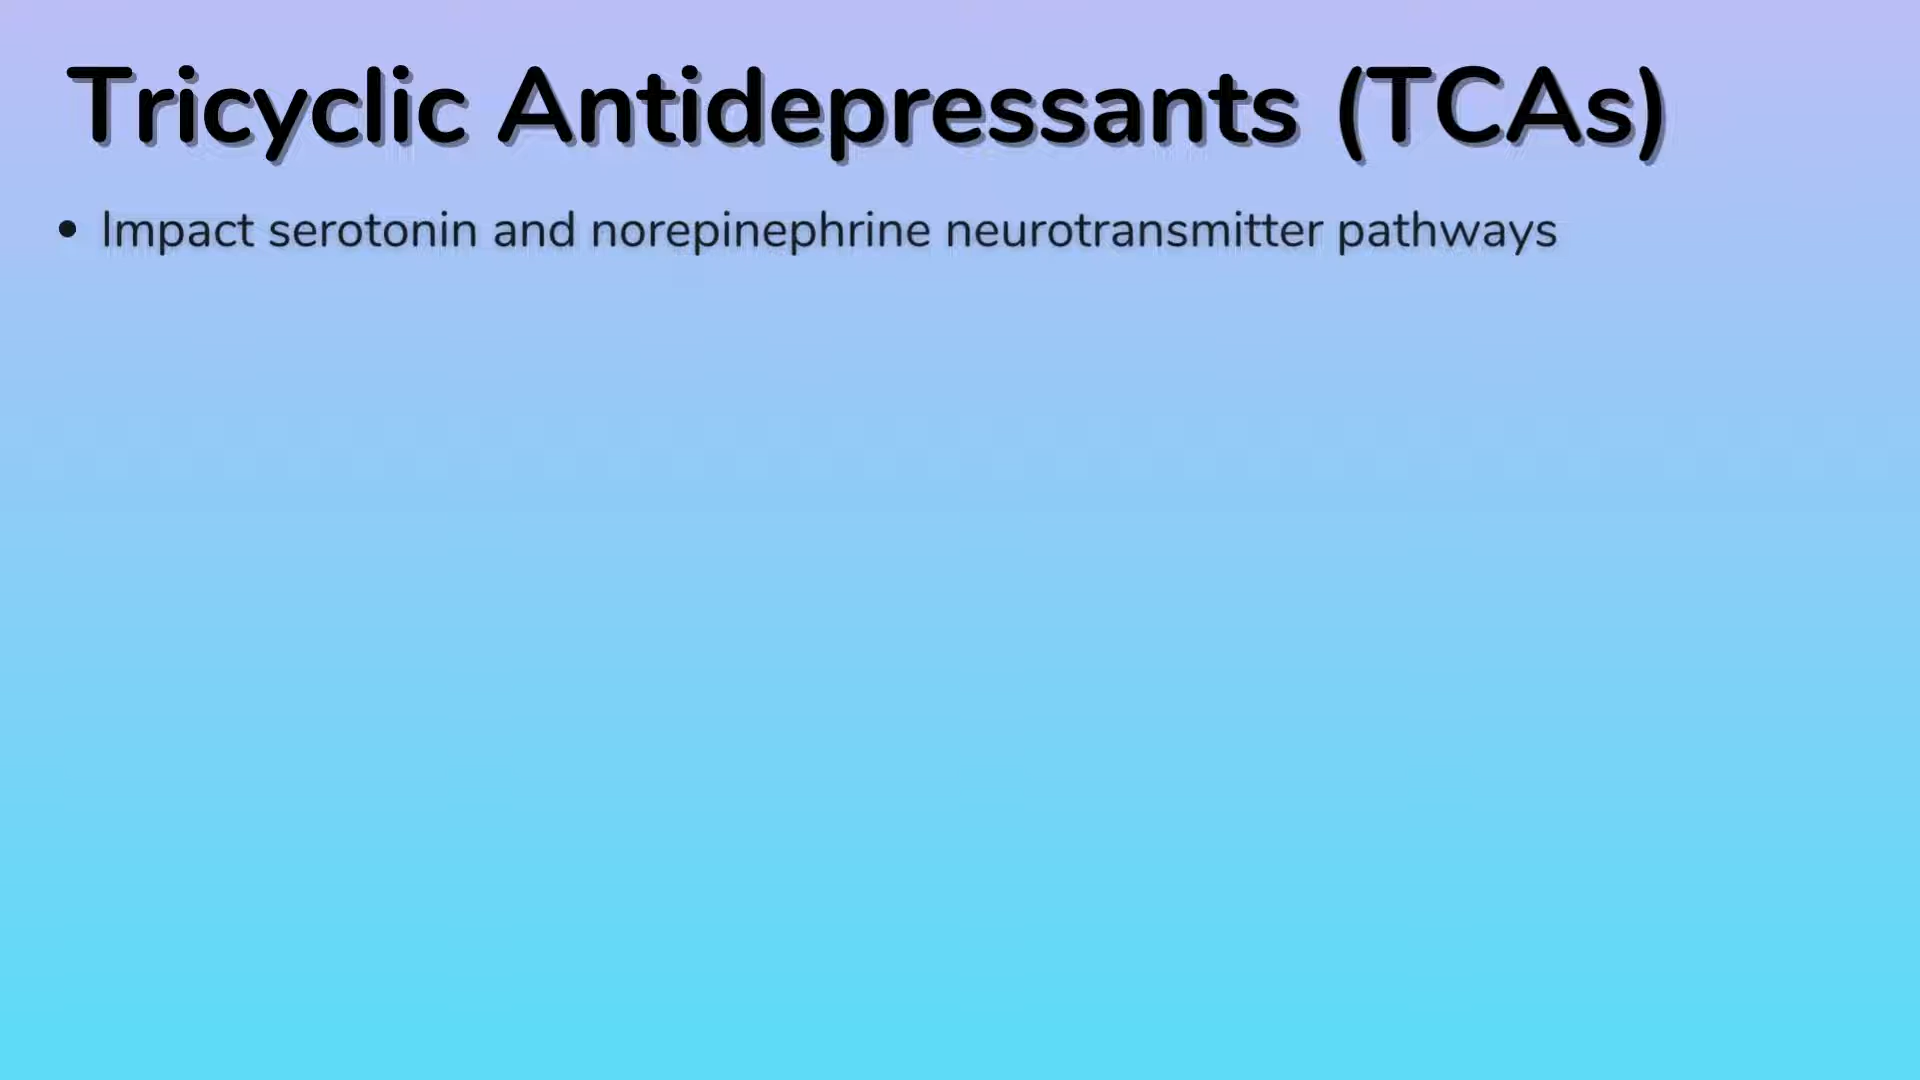 Tricyclic Antidepressants (TCAs)
• Impact serotonin and norepinephrine neurotransmitter pathways